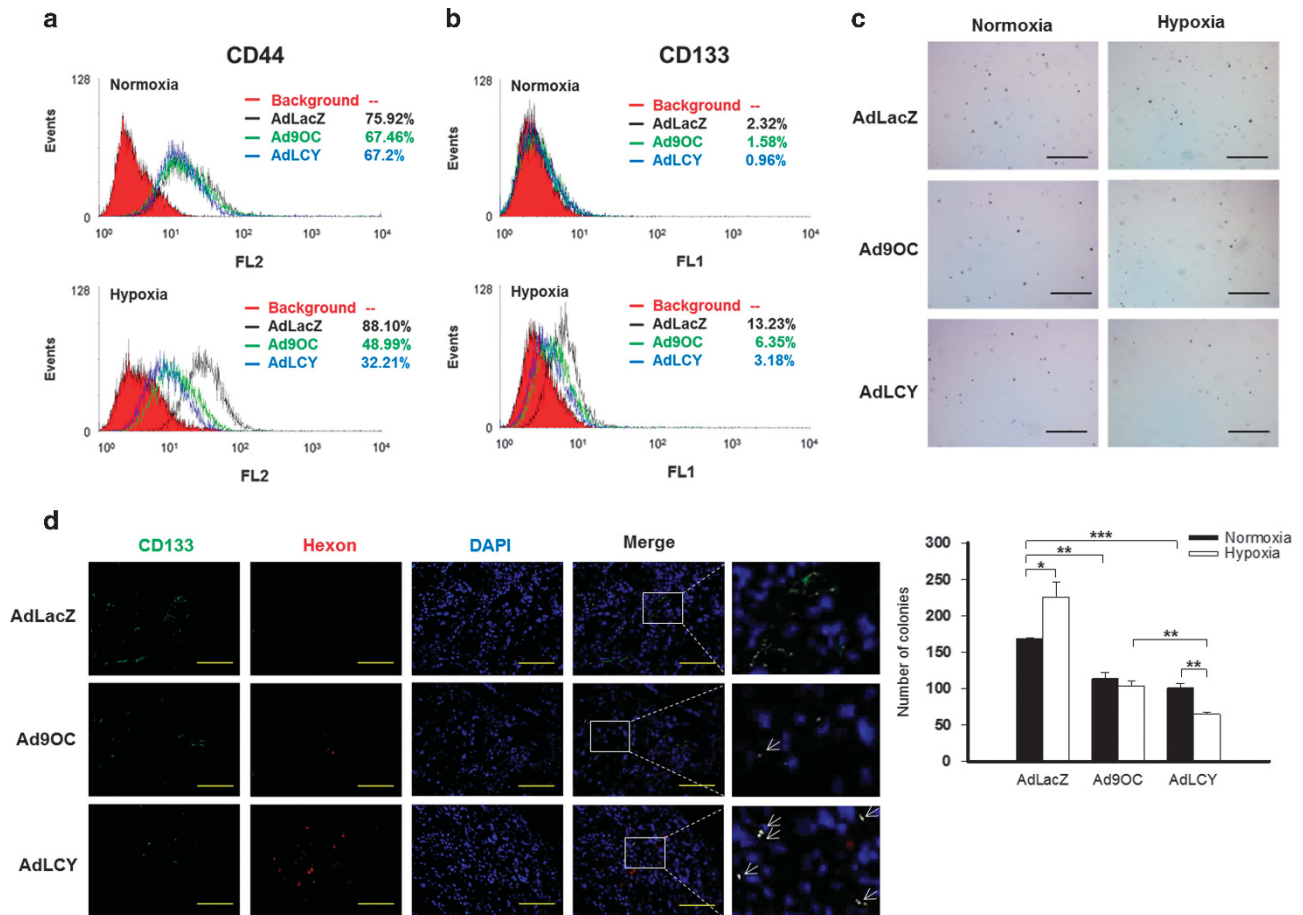 a
CD44
128
Normoxia
Background --
AdLacZ 75.92%
Ad9OC 67.46%
AdLCY 67.2%
Events
0
10⁰ 10¹ 10² 10³ 10⁴
FL2
128
Hypoxia
Background --
AdLacZ 88.10%
Ad9OC 48.99%
AdLCY 32.21%
Events
0
10⁰ 10¹ 10² 10³ 10⁴
FL2
b
CD133
128
Normoxia
Background --
AdLacZ 2.32%
Ad9OC 1.58%
AdLCY 0.96%
Events
0
10⁰ 10¹ 10² 10³ 10⁴
FL1
128
Hypoxia
Background --
AdLacZ 13.23%
Ad9OC 6.35%
AdLCY 3.18%
Events
0
10⁰ 10¹ 10² 10³ 10⁴
FL1
c
Normoxia Hypoxia
AdLacZ
Ad9OC
AdLCY
d
CD133 Hexon DAPI Merge
AdLacZ
Ad9OC
AdLCY
Normoxia
Hypoxia
Number of colonies
300
250
200
150
100
50
0
***
**
*
**
**
AdLacZ Ad9OC AdLCY